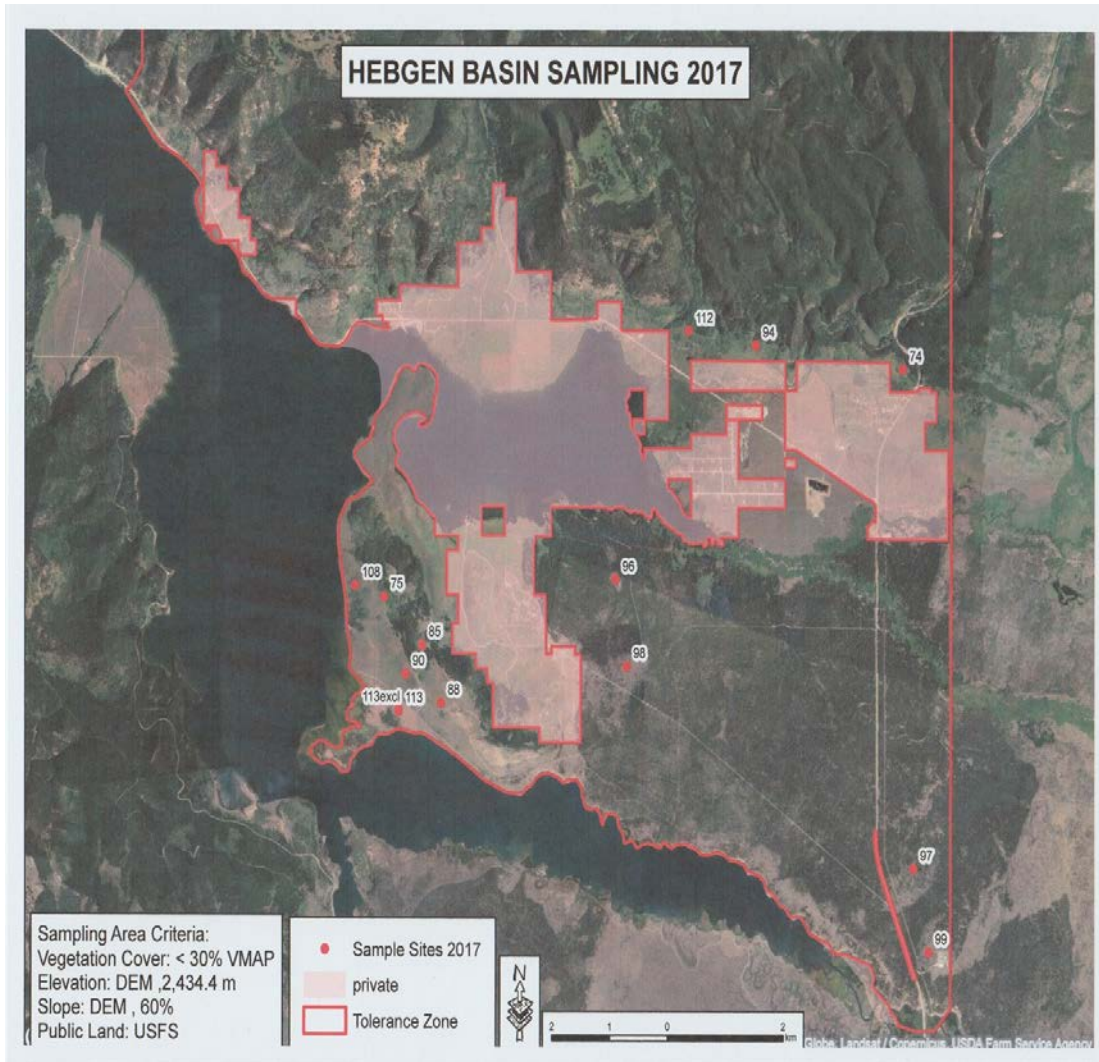 HEBGEN BASIN SAMPLING 2017
112
94
74
108
75
96
85
90
98
113excl
113
88
97
99
Sampling Area Criteria:
Vegetation Cover: < 30% VMAP
Elevation: DEM ,2,434.4 m
Slope: DEM , 60%
Public Land: USFS
Sample Sites 2017
private
Tolerance Zone
N
2 1 0 2
km
Globe, Landsat / Copernicus, USDA Farm Service Agency